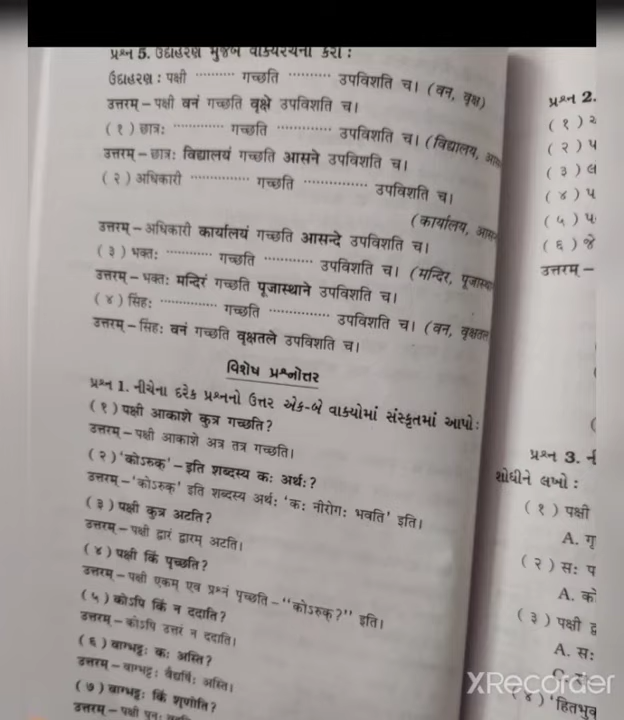 પ્રશ્ન 5. ઉદાહરણ મુજબ વાક્યરચના કરો :
ઉદાહરણ : पक्षी ·········· गच्छति ··········· उपविशति च। (वन, वृक्ष)
उत्तरम् – पक्षी वनं गच्छति वृक्षे उपविशति च।
(१) छात्रः ············· गच्छति ·············· उपविशति च। (विद्यालय,
उत्तरम् – छात्रः विद्यालयं गच्छति आसने उपविशति च।
(२) अधिकारी ··············· गच्छति ················ उपविशति च।
(कार्यालय,
उत्तरम् – अधिकारी कार्यालयं गच्छति आसन्दे उपविशति च।
(३) भक्तः ············ गच्छति ············· उपविशति च। (मन्दिर,
उत्तरम् – भक्तः मन्दिरं गच्छति पूजास्थाने उपविशति च।
(४) सिंहः ·············· गच्छति ··············· उपविशति च। (वन, वृक्षतल
उत्तरम् – सिंहः वनं गच्छति वृक्षतले उपविशति च।
વિશેષ પ્રશ્નોત્તર
પ્રશ્ન 1. નીચેના દરેક પ્રશ્નનો ઉત્તર એક-બે વાક્યોમાં સંસ્કૃતમાં આપો :
(१) पक्षी आकाशे कुत्र गच्छति?
उत्तरम् – पक्षी आकाशे अत्र तत्र गच्छति।
(२) 'कोऽरुक्' – इति शब्दस्य कः अर्थः?
उत्तरम् – 'कोऽरुक्' इति शब्दस्य अर्थः 'कः नीरोगः भवति' इति।
(३) पक्षी कुत्र अटति?
उत्तरम् – पक्षी द्वारं द्वारम् अटति।
(४) पक्षी किं पृच्छति?
उत्तरम् – पक्षी एकम् एव प्रश्नं पृच्छति – "कोऽरुक्?" इति।
(५) कोऽपि किं न ददाति?
उत्तरम् – कोऽपि उत्तरं न ददाति।
(६) वाग्भट्टः कः अस्ति?
उत्तरम् – वाग्भट्टः वैद्यर्षिः अस्ति।
(७) वाग्भट्टः किं शृणोति?
उत्तरम् – पक्षी पुनः
પ્રશ્ન 2.
(१)
(२) प
(३) ल
(४) प
(५)
(६) जे
उत्तरम् –
પ્રશ્ન 3. ની
શોધીને લખો :
(१) पक्षी
A. गृ
(२) सः प
A. को
(३) पक्षी द्व
A. सः
(४) 'हितभुक्
XRecorder